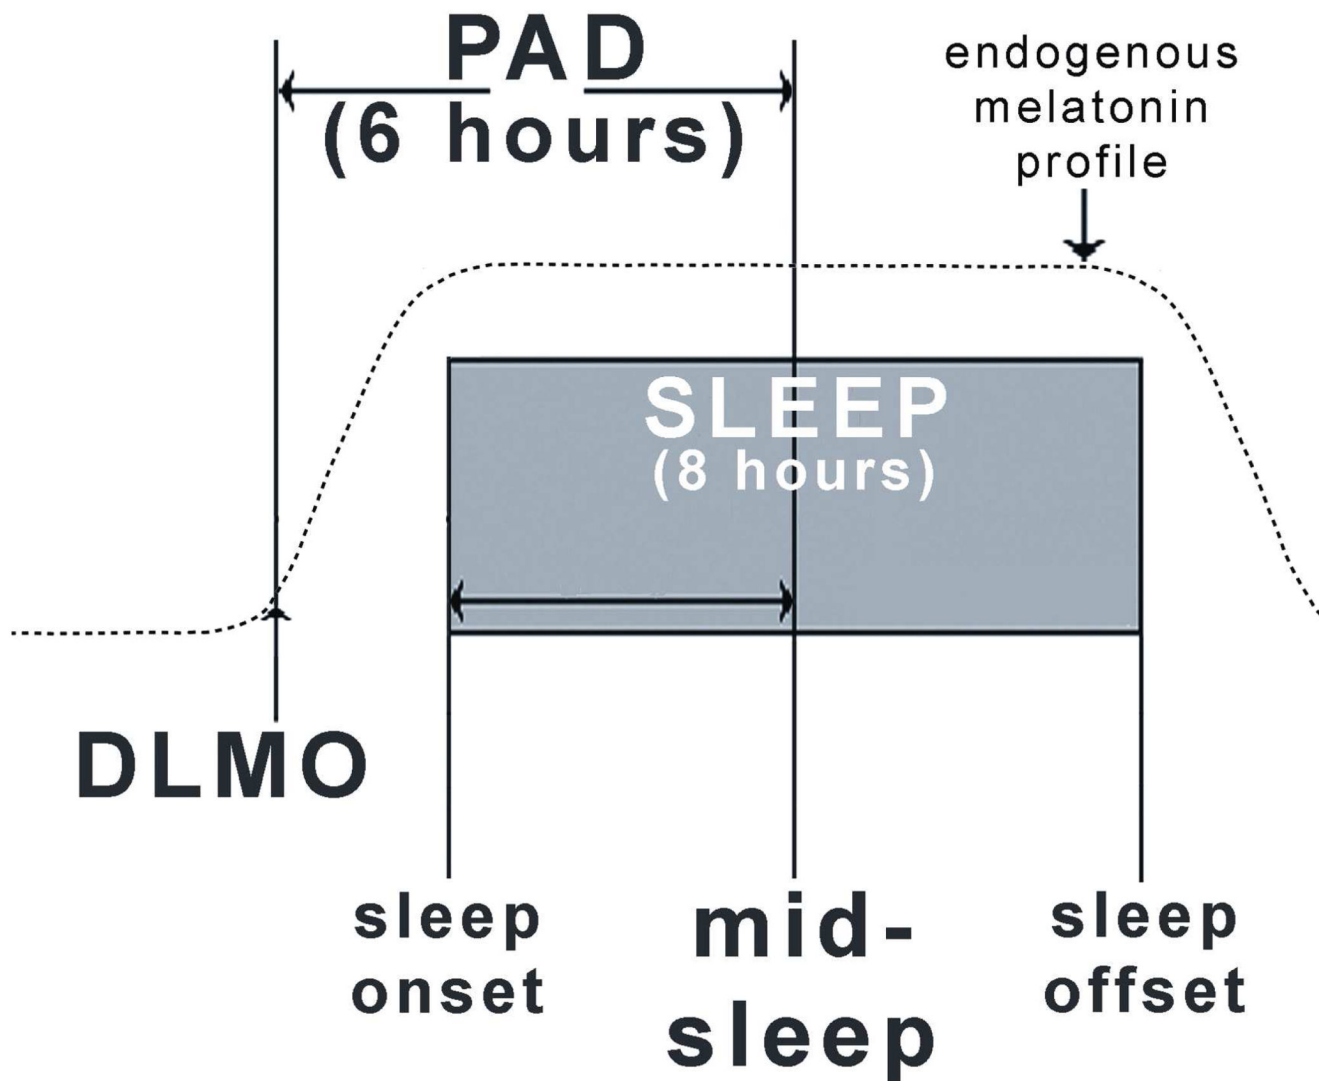 PAD
(6 hours)
endogenous
melatonin
profile
SLEEP
(8 hours)
DLMO
sleep
onset
mid-
sleep
sleep
offset